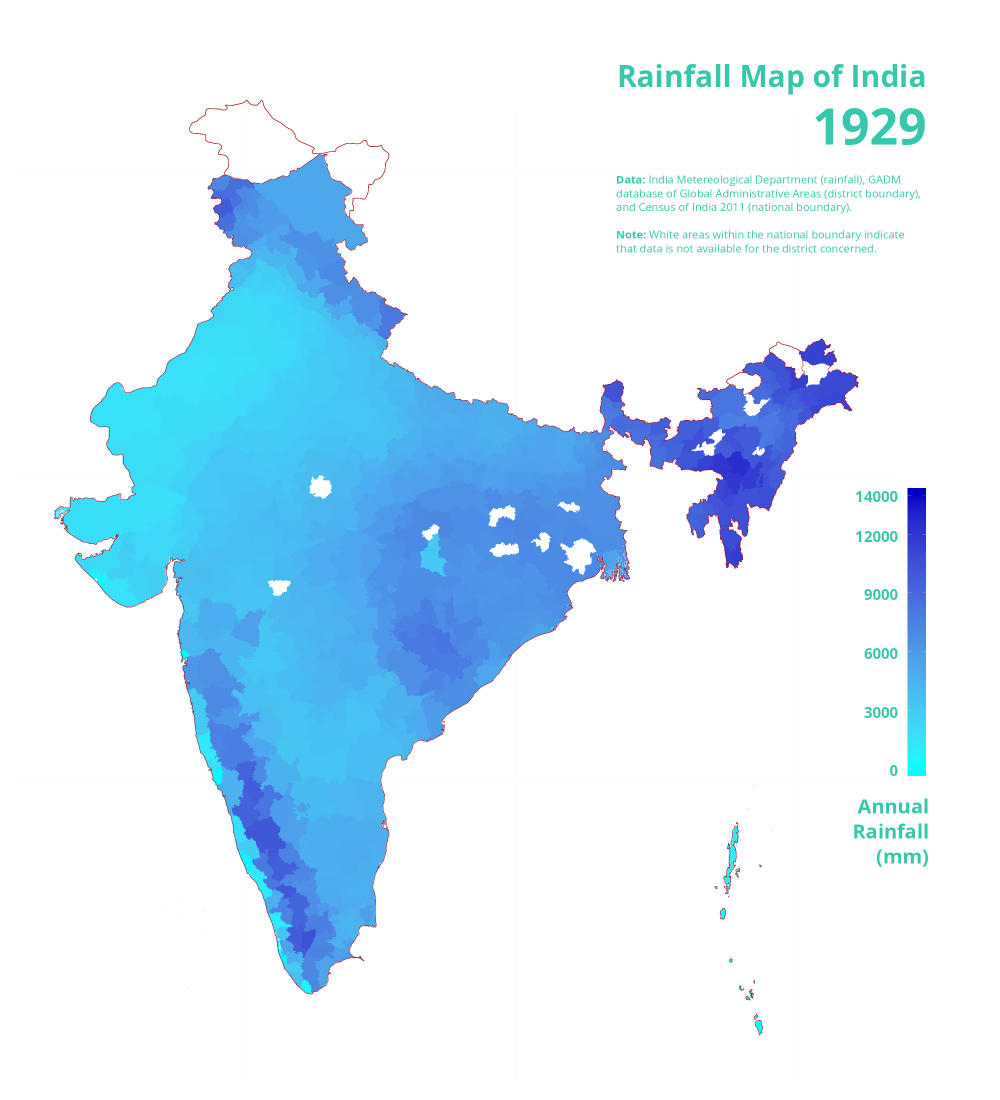 Rainfall Map of India
1929
Data: India Metereological Department (rainfall), GADM
database of Global Administrative Areas (district boundary),
and Census of India 2011 (national boundary).
Note: White areas within the national boundary indicate
that data is not available for the district concerned.
14000
12000
9000
6000
3000
0
Annual
Rainfall
(mm)